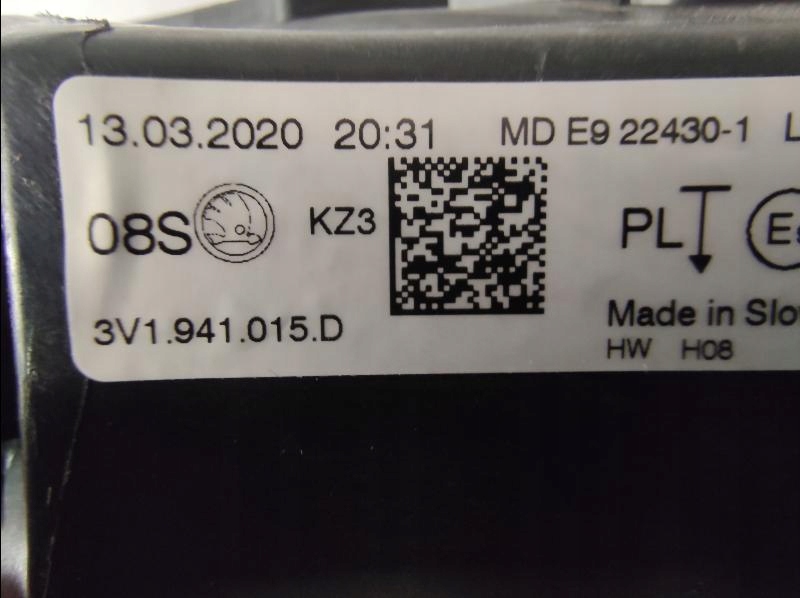 13.03.2020 20:31 MD E9 22430-1 L
08S KZ3 PL E
3V1.941.015.D Made in Slov
HW H08